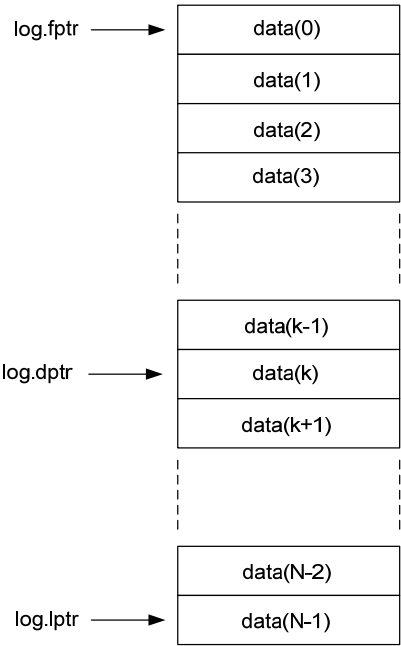 log.fptr data(0)
data(1)
data(2)
data(3)
data(k-1)
log.dptr data(k)
data(k+1)
data(N-2)
log.lptr data(N-1)